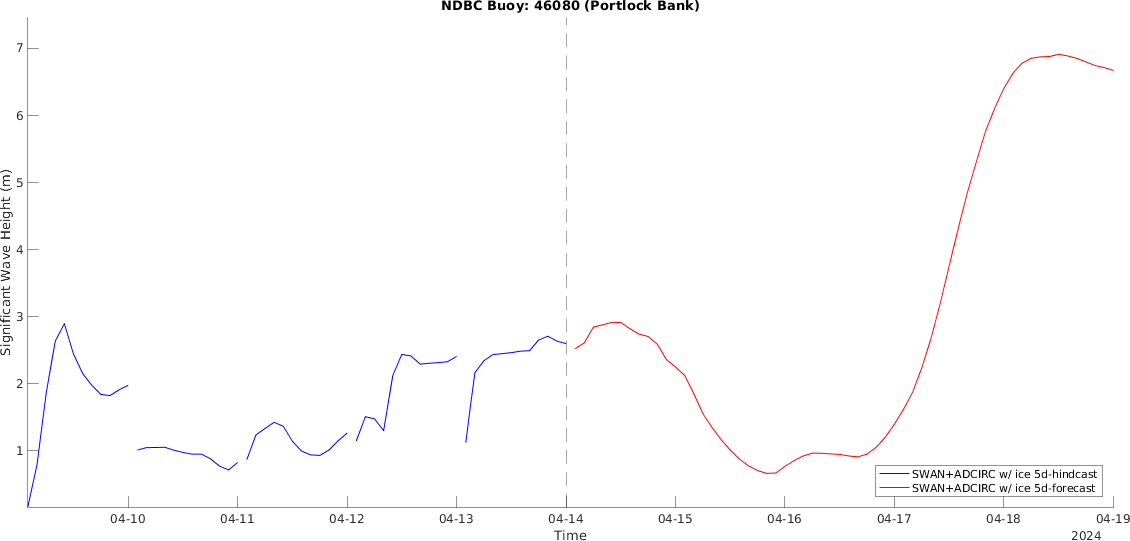 NDBC Buoy: 46080 (Portlock Bank)
Significant Wave Height (m)
7
6
5
4
3
2
1
SWAN+ADCIRC w/ ice 5d-hindcast
SWAN+ADCIRC w/ ice 5d-forecast
04-10 04-11 04-12 04-13 04-14 04-15 04-16 04-17 04-18 04-19
Time
2024